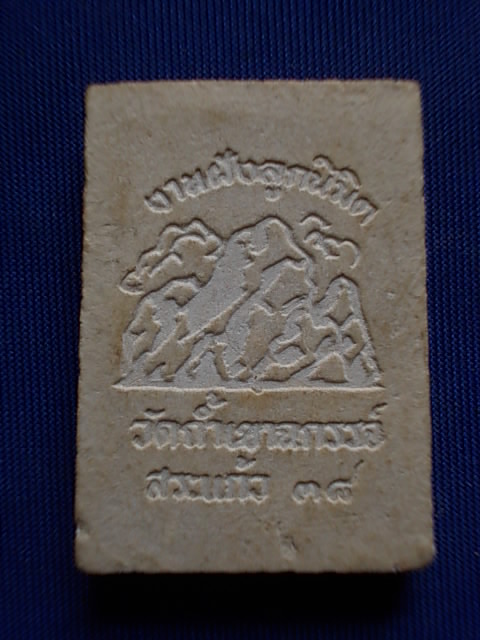 งานฝังลูกนิมิต
วัดถ้ำเขาฉกรรจ์
สระแก้ว ๓๘